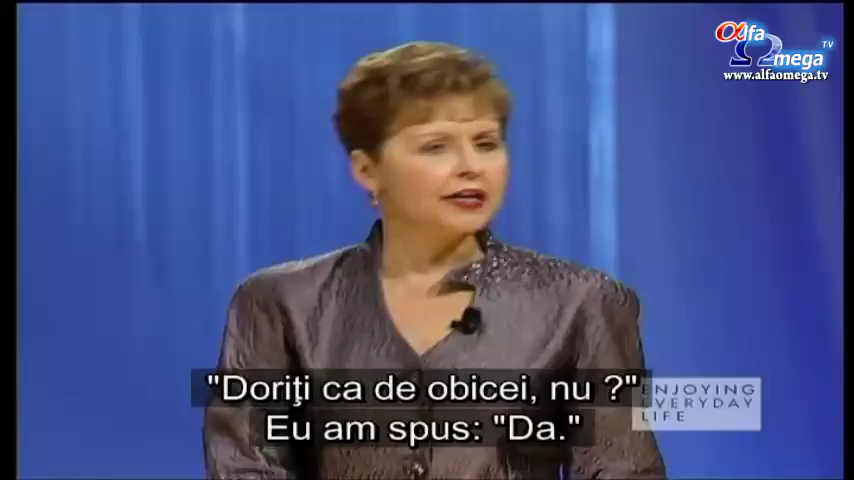 alfa
Omega TV
www.alfaomega.tv
"Doriţi ca de obicei, nu ?"
Eu am spus: "Da."
ENJOYING
EVERYDAY
LIFE